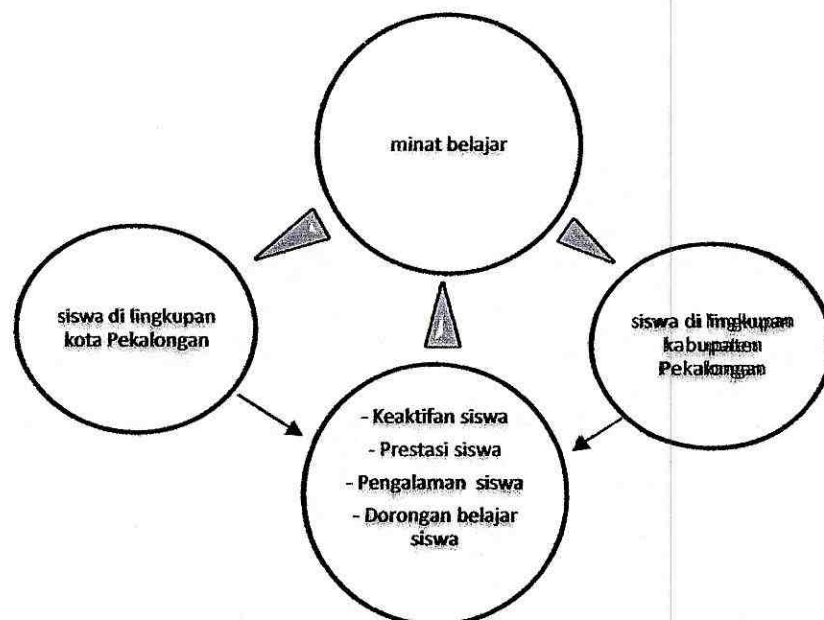 minat belajar
siswa di lingkupan
kota Pekalongan
siswa di lingkupan
kabupaten
Pekalongan
- Keaktifan siswa
- Prestasi siswa
- Pengalaman siswa
- Dorongan belajar
siswa